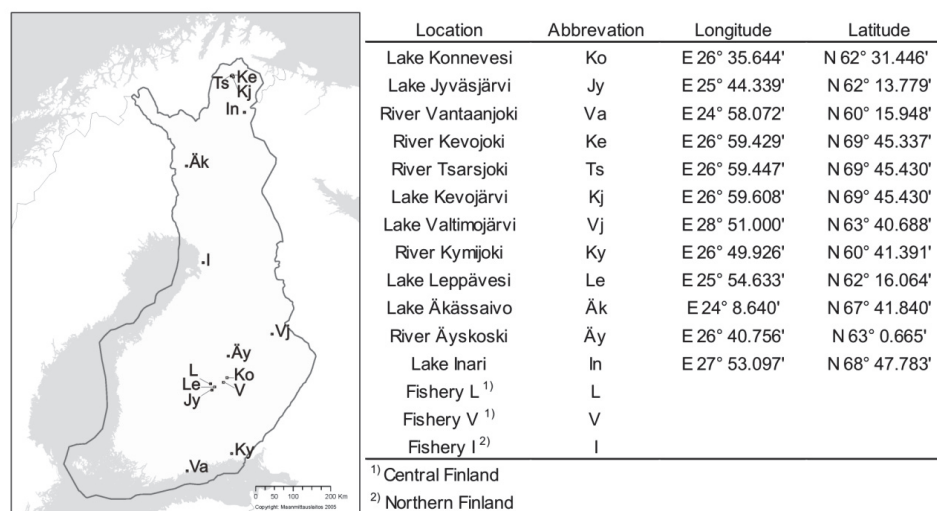 Ts Ke
Kj
In
Äk
I
Vj
Äy
L
Ko
Le
V
Jy
Ky
Va
0 50 100 200 Km
Copyright: Maanmittauslaitos 2005
Location Abbrevation Longitude Latitude
Lake Konnevesi Ko E 26° 35.644' N 62° 31.446'
Lake Jyväsjärvi Jy E 25° 44.339' N 62° 13.779'
River Vantaanjoki Va E 24° 58.072' N 60° 15.948'
River Kevojoki Ke E 26° 59.429' N 69° 45.337'
River Tsarsjoki Ts E 26° 59.447' N 69° 45.430'
Lake Kevojärvi Kj E 26° 59.608' N 69° 45.430'
Lake Valtimojärvi Vj E 28° 51.000' N 63° 40.688'
River Kymijoki Ky E 26° 49.926' N 60° 41.391'
Lake Leppävesi Le E 25° 54.633' N 62° 16.064'
Lake Äkässaivo Äk E 24° 8.640' N 67° 41.840'
River Äyskoski Äy E 26° 40.756' N 63° 0.665'
Lake Inari In E 27° 53.097' N 68° 47.783'
Fishery L 1) L
Fishery V 1) V
Fishery I 2) I
1) Central Finland
2) Northern Finland